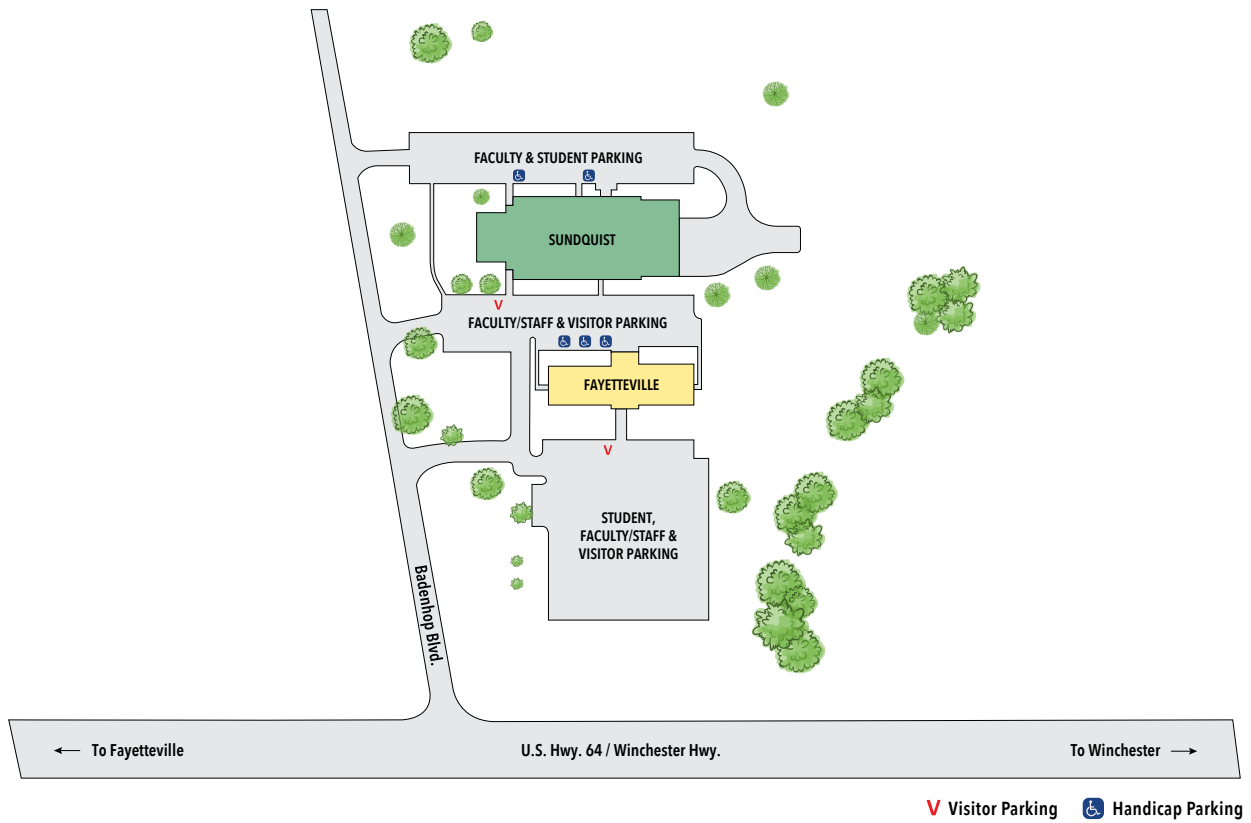 FACULTY & STUDENT PARKING
SUNDQUIST
V
FACULTY/STAFF & VISITOR PARKING
FAYETTEVILLE
V
STUDENT,
FACULTY/STAFF &
VISITOR PARKING
Badenhop Blvd.
To Fayetteville
U.S. Hwy. 64 / Winchester Hwy.
To Winchester
V Visitor Parking
Handicap Parking